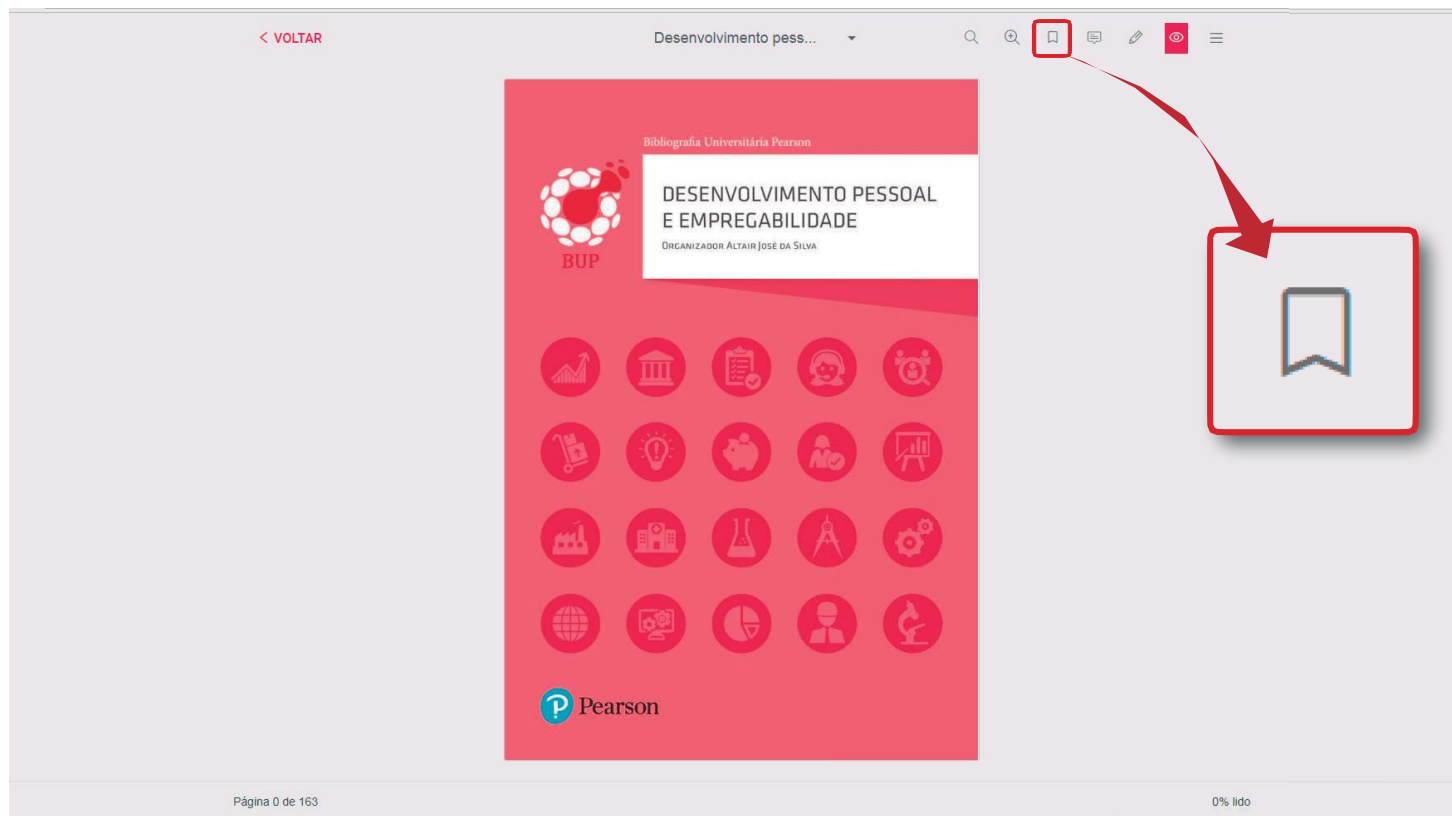 < VOLTAR
Desenvolvimento pess...
Bibliografia Universitária Pearson
DESENVOLVIMENTO PESSOAL
E EMPREGABILIDADE
ORGANIZADOR ALTAIR JOSÉ DA SILVA
BUP
Pearson
Página 0 de 163
0% lido